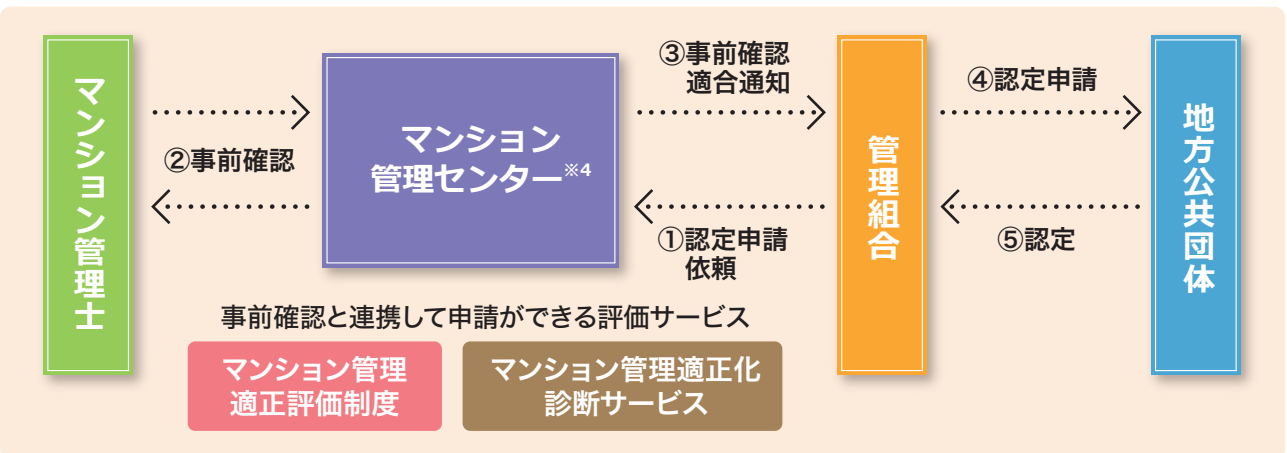 マンション管理士
②事前確認
マンション
管理センター※4
③事前確認
適合通知
①認定申請
依頼
管理組合
④認定申請
⑤認定
地方公共団体
事前確認と連携して申請ができる評価サービス
マンション管理
適正評価制度
マンション管理適正化
診断サービス